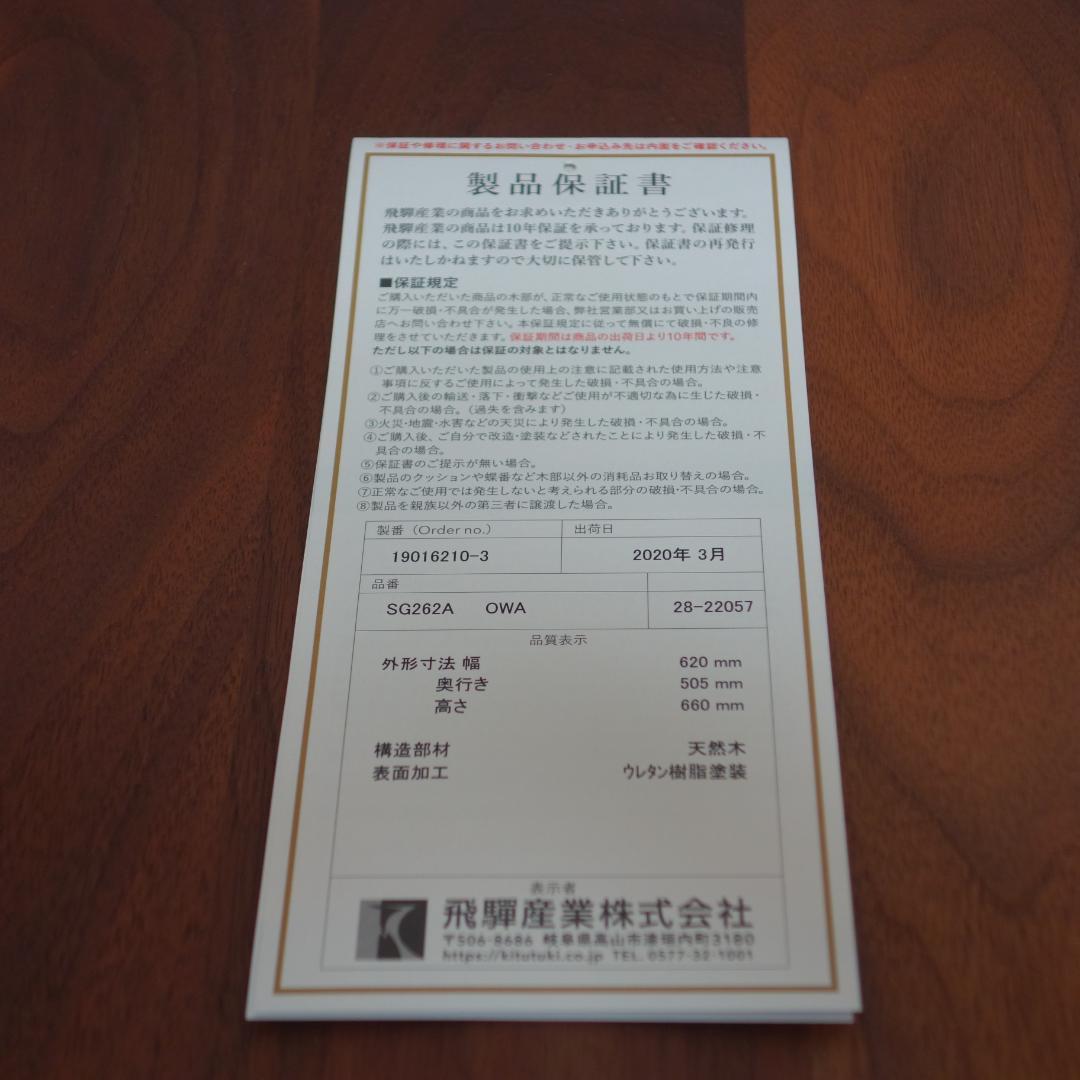 ※保証や修理に関するお問い合わせ・お申込み先は内面をご確認ください。
製品保証書
飛騨産業の商品をお求めいただきありがとうございます。
飛騨産業の商品は10年保証を承っております。保証修理
の際には、この保証書をご提示下さい。保証書の再発行
はいたしかねますので大切に保管して下さい。
■保証規定
ご購入いただいた商品の木部が、正常なご使用状態のもとで保証期間内
に万一破損・不具合が発生した場合、弊社営業部又はお買い上げの販売
店へお問い合わせ下さい。本保証規定に従って無償にて破損・不良の修
理をさせていただきます。保証期間は商品の出荷日より10年間です。
ただし以下の場合は保証の対象とはなりません。
①ご購入いただいた製品の使用上の注意に記載された使用方法や注意
事項に反するご使用によって発生した破損・不具合の場合。
②ご購入後の輸送・落下・衝撃などご使用が不適切な為に生じた破損・
不具合の場合。(過失を含みます)
③火災・地震・水害などの天災により発生した破損・不具合の場合。
④ご購入後、ご自分で改造・塗装などされたことにより発生した破損・不
具合の場合。
⑤保証書のご提示が無い場合。
⑥製品のクッションや蝶番など木部以外の消耗品お取り替えの場合。
⑦正常なご使用では発生しないと考えられる部分の破損・不具合の場合。
⑧製品を親族以外の第三者に譲渡した場合。
製番 (Order no.) 出荷日
19016210-3 2020年 3月
品番
SG262A OWA 28-22057
品質表示
外形寸法 幅 620 mm
奥行き 505 mm
高さ 660 mm
構造部材 天然木
表面加工 ウレタン樹脂塗装
表示者
飛騨産業株式会社
〒506-8686 岐阜県高山市漆垣内町3180
https://kitutuki.co.jp TEL. 0577-32-1001